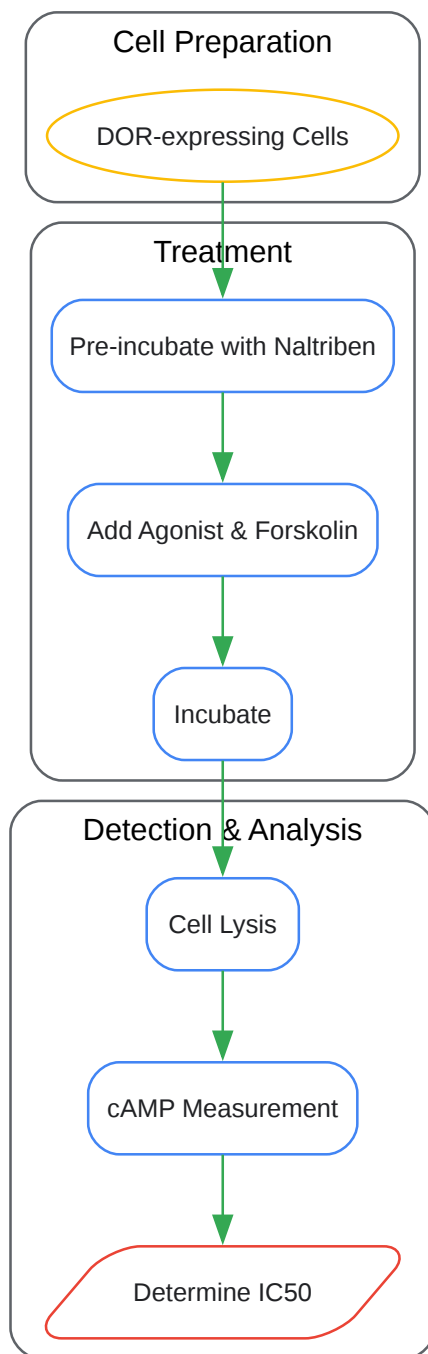 Cell Preparation
DOR-expressing Cells
Treatment
Pre-incubate with Naltriben
Add Agonist & Forskolin
Incubate
Detection & Analysis
Cell Lysis
cAMP Measurement
Determine IC50